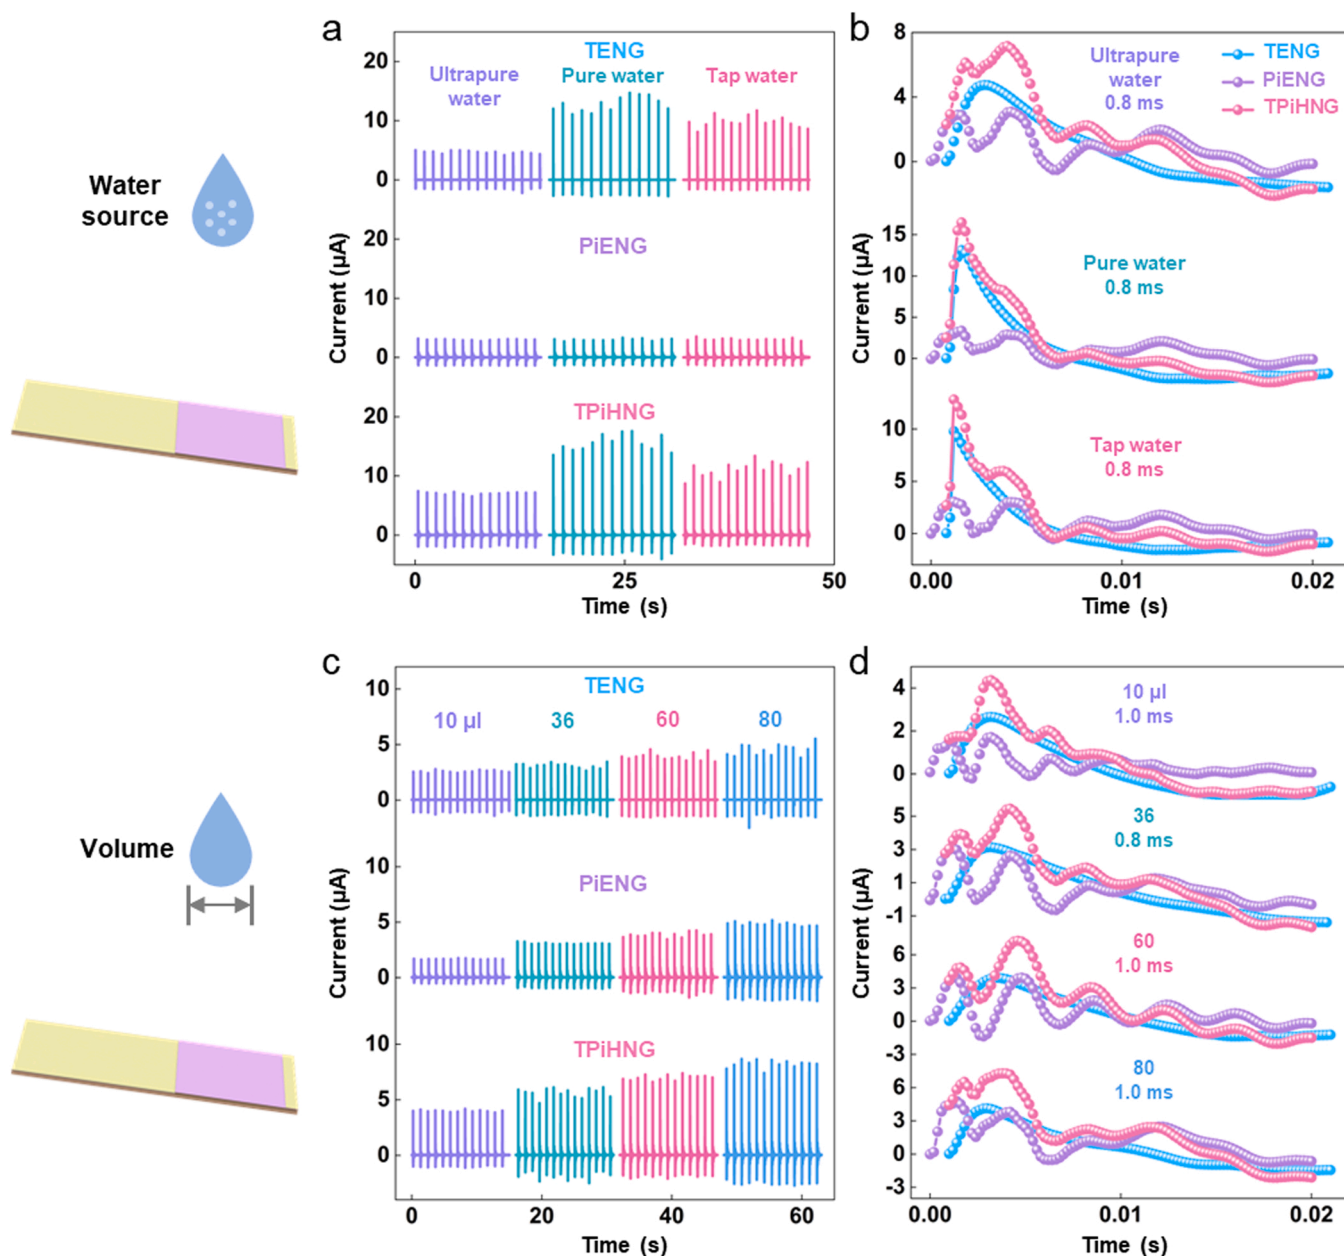 a
Water
source
Current (μA)
20
10
0
20
10
0
20
10
0
TENG
Ultrapure
water
Pure water
Tap water
PiENG
TPiHNG
0
25
50
Time (s)
b
Current (μA)
8
4
0
15
10
5
0
10
5
0
Ultrapure
water
0.8 ms
TENG
PiENG
TPiHNG
Pure water
0.8 ms
Tap water
0.8 ms
0.00
0.01
0.02
Time (s)
c
Volume
Current (μA)
10
5
0
10
5
0
10
5
0
TENG
10 μl
36
60
80
PiENG
TPiHNG
0
20
40
60
Time (s)
d
Current (μA)
4
2
0
5
3
1
-1
6
3
0
-3
6
3
0
-3
10 μl
1.0 ms
36
0.8 ms
60
1.0 ms
80
1.0 ms
0.00
0.01
0.02
Time (s)